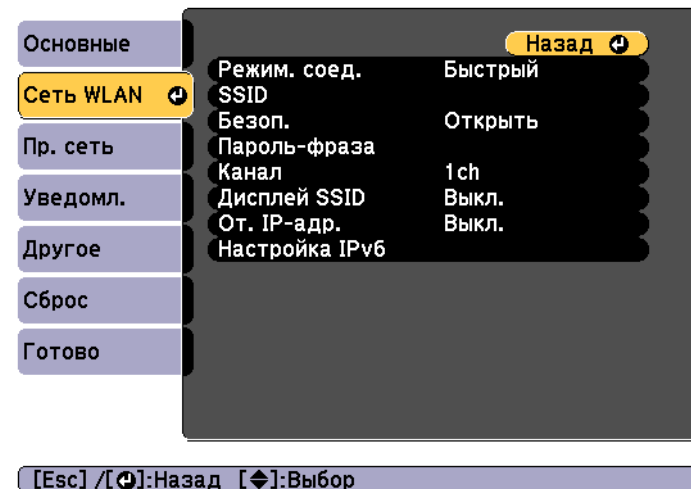 Основные
Сеть WLAN
Пр. сеть
Уведомл.
Другое
Сброс
Готово
Назад
Режим. соед. Быстрый
SSID
Безоп. Открыть
Пароль-фраза
Канал 1ch
Дисплей SSID Выкл.
От. IP-адр. Выкл.
Настройка IPv6
[Esc] /[⏎]:Назад [◆]:Выбор